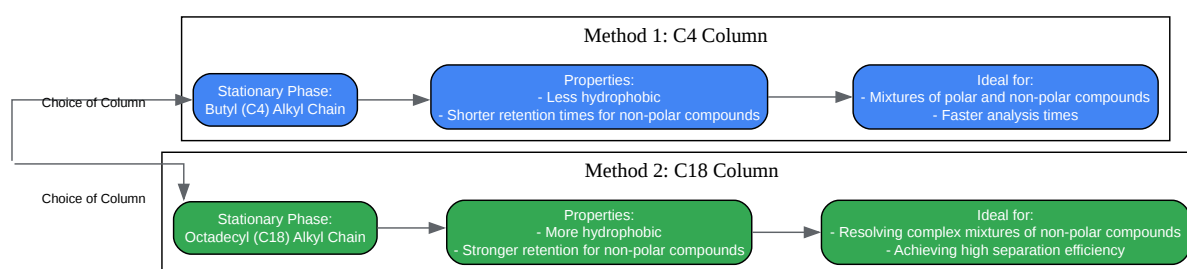 Method 1: C4 Column
Choice of Column
Stationary Phase:
Butyl (C4) Alkyl Chain
Properties:
- Less hydrophobic
- Shorter retention times for non-polar compounds
Ideal for:
- Mixtures of polar and non-polar compounds
- Faster analysis times
Method 2: C18 Column
Choice of Column
Stationary Phase:
Octadecyl (C18) Alkyl Chain
Properties:
- More hydrophobic
- Stronger retention for non-polar compounds
Ideal for:
- Resolving complex mixtures of non-polar compounds
- Achieving high separation efficiency